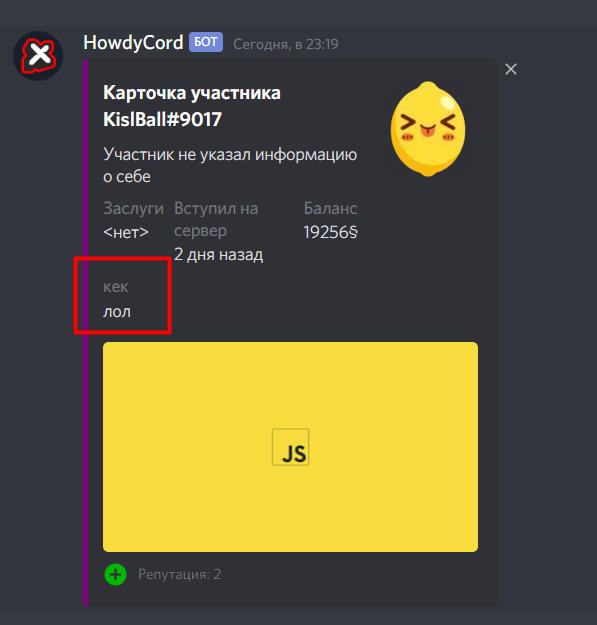 HowdyCord БОТ Сегодня, в 23:19
Карточка участника
KislBall#9017
Участник не указал информацию
о себе
Заслуги Вступил на Баланс
<нет> сервер 19256§
2 дня назад
кек
лол
JS
Репутация: 2